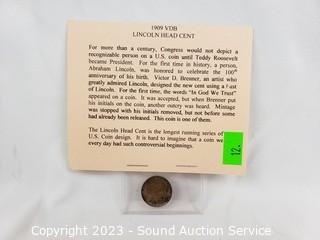 1909 VDB
LINCOLN HEAD CENT
For more than a century, Congress would not depict a
recognizable person on a U.S. coin until Teddy Roosevelt
became President. For the first time in history, a person,
Abraham Lincoln, was honored to celebrate the 100th
anniversary of his birth. Victor D. Brenner, an artist who
greatly admired Lincoln, designed the new cent using a
of Lincoln. For the first time, the words "In God We Trust"
appeared on a coin. It was accepted, but when Brenner put
his initials on the coin, another outcry was heard. Mintage
was stopped with his initials removed, but not before some
had already been released. This coin is one of them.
The Lincoln Head Cent is the longest running series of
U.S. Coin design. It is hard to imagine that a coin we
every day had such controversial beginnings.
12.
Copyright 2023 - Sound Auction Service